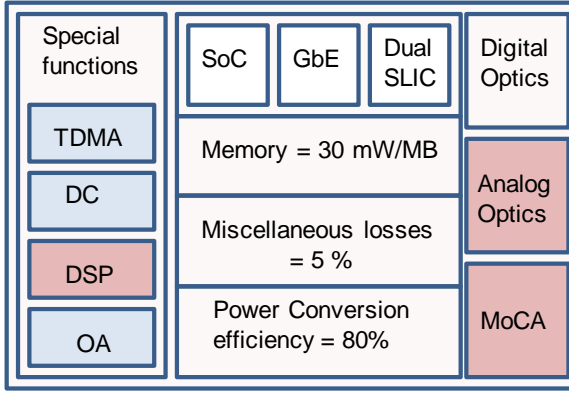 Special
functions
TDMA
DC
DSP
OA
SoC
GbE
Dual
SLIC
Memory = 30 mW/MB
Miscellaneous losses
= 5 %
Power Conversion
efficiency = 80%
Digital
Optics
Analog
Optics
MoCA